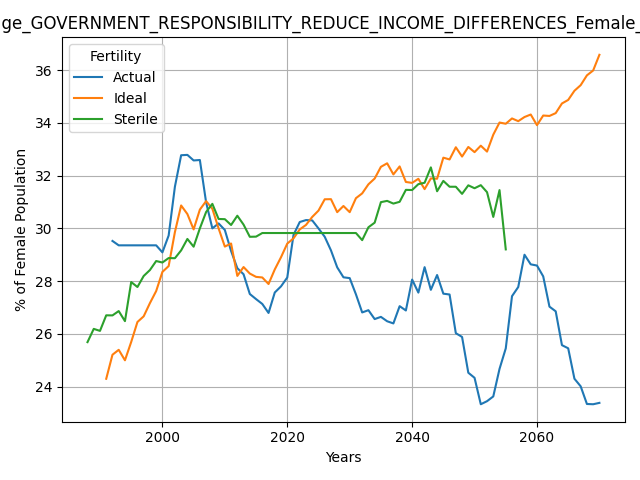 ge_GOVERNMENT_RESPONSIBILITY_REDUCE_INCOME_DIFFERENCES_Female_
Fertility
Actual
Ideal
Sterile
% of Female Population
36
34
32
30
28
26
24
2000 2020 2040 2060
Years